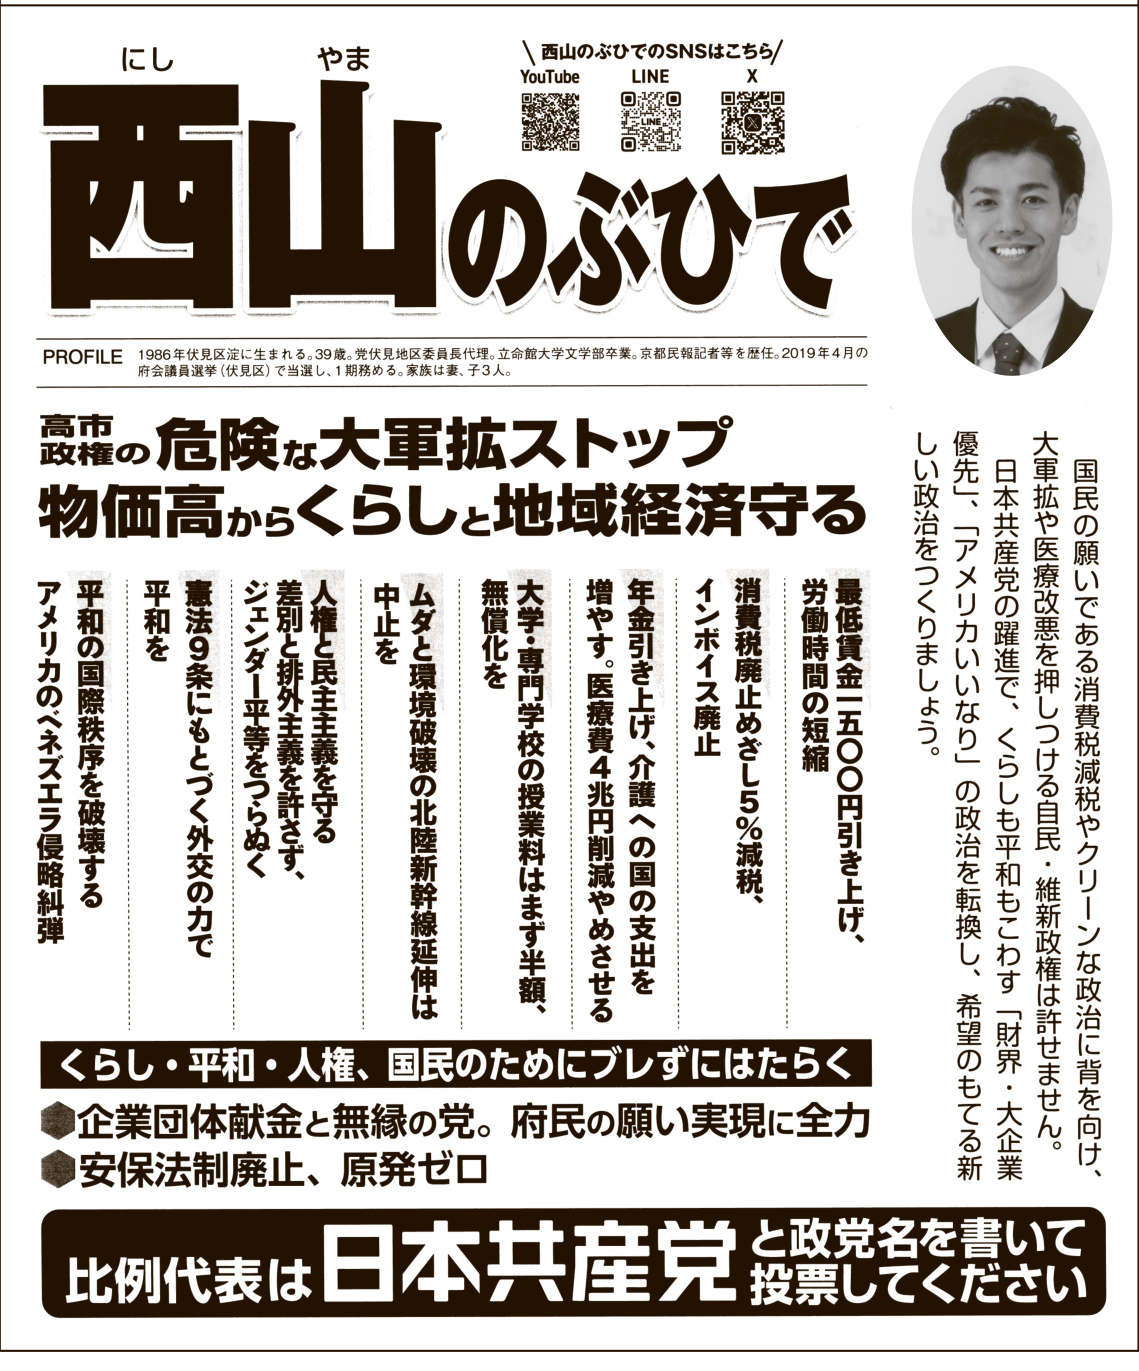 にし やま
西山のぶひで
西山のぶひでのSNSはこちら
YouTube LINE X
LINE
PROFILE
1986年伏見区淀に生まれる。39歳。党伏見地区委員長代理。立命館大学文学部卒業。京都民報記者等を歴任。2019年4月の
府会議員選挙（伏見区）で当選し、1期務める。家族は妻、子3人。
高市政権の危険な大軍拡ストップ
物価高からくらしと地域経済守る
国民の願いである消費税減税やクリーンな政治に背を向け、
大軍拡や医療改悪を押しつける自民・維新政権は許せません。
日本共産党の躍進で、くらしも平和もこわす「財界・大企業
優先」、「アメリカいいなり」の政治を転換し、希望のもてる新
しい政治をつくりましょう。
最低賃金一五〇〇円引き上げ、
労働時間の短縮
消費税廃止めざし5%減税、
インボイス廃止
年金引き上げ、介護への国の支出を
増やす。医療費4兆円削減やめさせる
大学・専門学校の授業料はまず半額、
無償化を
ムダと環境破壊の北陸新幹線延伸は
中止を
人権と民主主義を守る
差別と排外主義を許さず、
ジェンダー平等をつらぬく
憲法9条にもとづく外交の力で
平和を
平和の国際秩序を破壊する
アメリカのベネズエラ侵略糾弾
くらし・平和・人権、国民のためにブレずにはたらく
企業団体献金と無縁の党。府民の願い実現に全力
安保法制廃止、原発ゼロ
比例代表は日本共産党と政党名を書いて
投票してください